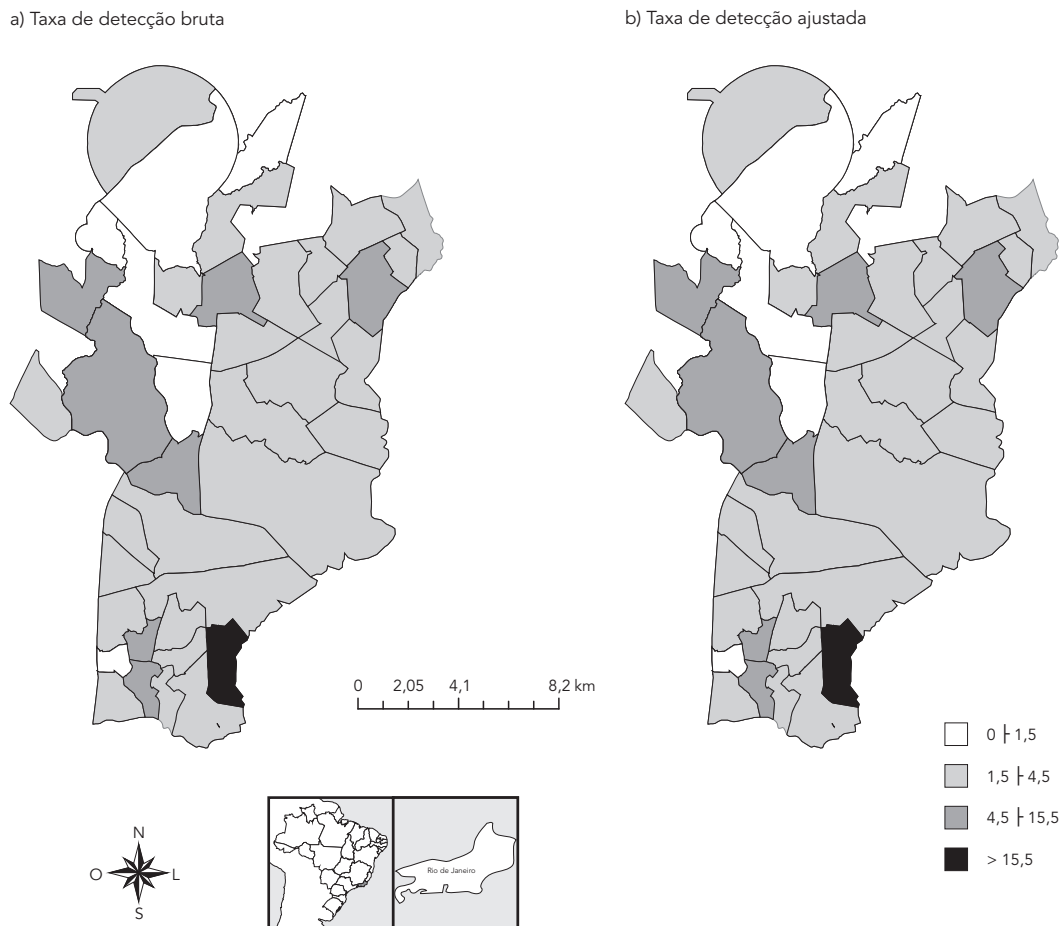 a) Taxa de detecção bruta
b) Taxa de detecção ajustada
0 2,05 4,1 8,2 km
0 ├ 1,5
1,5 ├ 4,5
4,5 ├ 15,5
> 15,5
N
O L
S
Rio de Janeiro